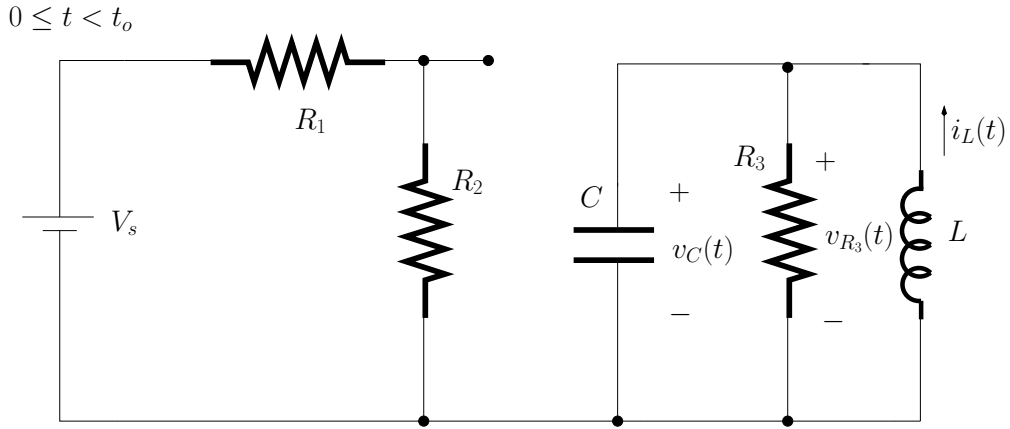 0 ≤ t < t_o
R_1
R_2
V_s
C
+
v_C(t)
−
R_3
+
v_{R_3}(t)
−
L
i_L(t)